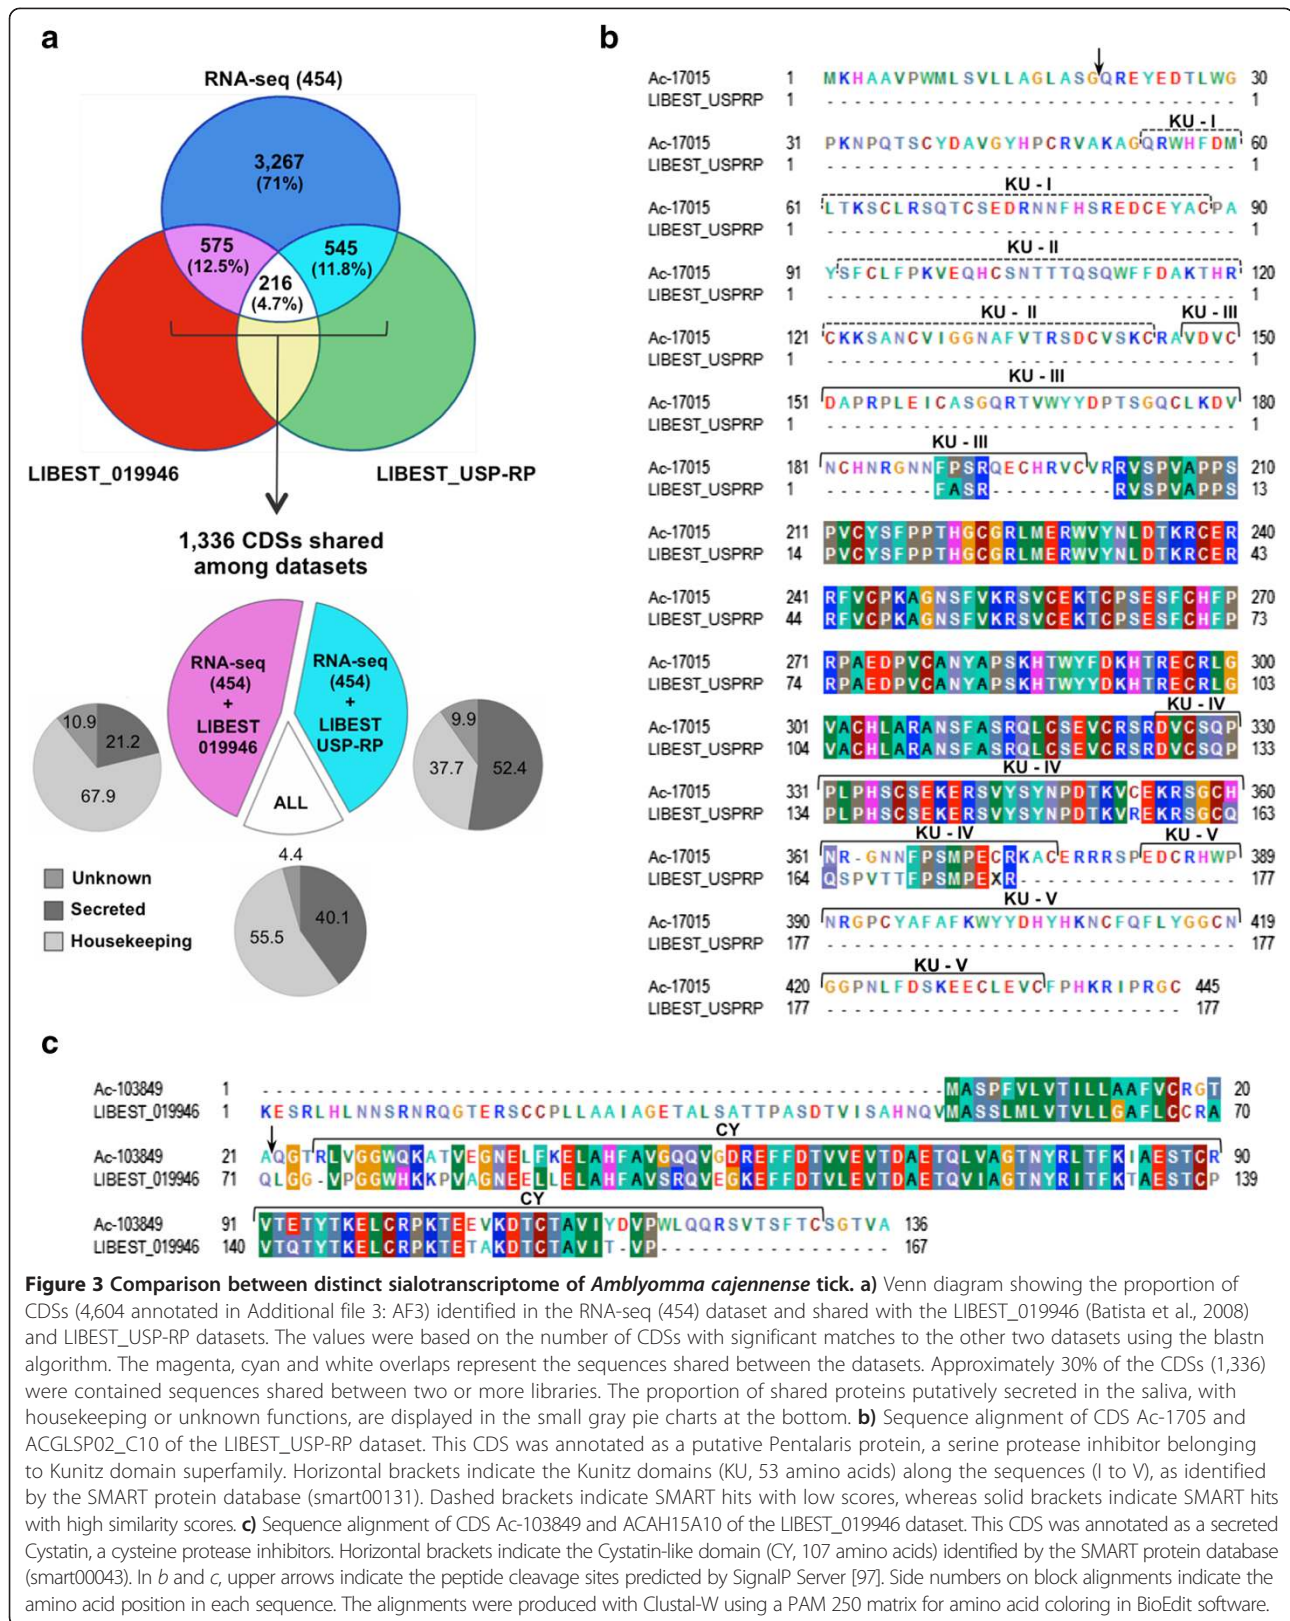 a
RNA-seq (454)
3,267
(71%)
575
(12.5%)
545
(11.8%)
216
(4.7%)
LIBEST_019946
LIBEST_USP-RP
1,336 CDSs shared
among datasets
RNA-seq
(454)
+
LIBEST
019946
RNA-seq
(454)
+
LIBEST
USP-RP
ALL
10.9
21.2
67.9
9.9
37.7
52.4
4.4
40.1
55.5
Unknown
Secreted
Housekeeping
b
Ac-17015 1 MKHAAVPWMLSVLLAGLASGQREYEDTLWG 30
LIBEST_USPRP 1 ------------------------------ 1
KU - I
Ac-17015 31 PKNPQTSCYDAVGYHPCRVAKAGQRWHFDM 60
LIBEST_USPRP 1 ------------------------------ 1
KU - I
Ac-17015 61 LTKSCLRSQTCSEDRNNFHSREDCEYACPA 90
LIBEST_USPRP 1 ------------------------------ 1
KU - II
Ac-17015 91 YSFCLFPKVEQHCSNTTTQSQWFFDAKTHR 120
LIBEST_USPRP 1 ------------------------------ 1
KU - II KU - III
Ac-17015 121 CKKSANCVIGGNAFVTRSDCVSKCRAVDVC 150
LIBEST_USPRP 1 ------------------------------ 1
KU - III
Ac-17015 151 DAPRPLEICASGQRTVWYYDPTSGQCLKDV 180
LIBEST_USPRP 1 ------------------------------ 1
KU - III
Ac-17015 181 NCHNRGNNFPSRQECHRVCVRRVSPVAPPS 210
LIBEST_USPRP 1 --------FASR---------RVSPVAPPS 13
Ac-17015 211 PVCYSFPPTHGCGRLMERWVYNLDTKRCER 240
LIBEST_USPRP 14 PVCYSFPPTHGCGRLMERWVYNLDTKRCER 43
Ac-17015 241 RFVCPKAGNSFVKRSVCEKTCPSESFCHFP 270
LIBEST_USPRP 44 RFVCPKAGNSFVKRSVCEKTCPSESFCHFP 73
Ac-17015 271 RPAEDPVCANYAPSKHTWYFDKHTRECRLG 300
LIBEST_USPRP 74 RPAEDPVCANYAPSKHTWYYDKHTRECRLG 103
KU - IV
Ac-17015 301 VACHLARANSFASRQLCSEVCRSRDVCSQP 330
LIBEST_USPRP 104 VACHLARANSFASRQLCSEVCRSRDVCSQP 133
KU - IV
Ac-17015 331 PLPHSCSEKERSVYSYNPDTKVCEKRSGCH 360
LIBEST_USPRP 134 PLPHSCSEKERSVYSYNPDTKVREKRSGCQ 163
KU - IV KU - V
Ac-17015 361 NR-GNNFPSMPECRKACERRRSPEDCRHWP 389
LIBEST_USPRP 164 QSPVTTFPSMPEXR---------------- 177
KU - V
Ac-17015 390 NRGPCYAFAFKWYYDHYHKNCFQFLYGGCN 419
LIBEST_USPRP 177 ------------------------------ 177
KU - V
Ac-17015 420 GGPNLFDSKEECLEVCFPHKRIPRGC 445
LIBEST_USPRP 177 -------------------------- 177
c
Ac-103849 1 --------------------------------------------------MASPFVLVTILLAAFVCRGT 20
LIBEST_019946 1 KESRLHLNNSRNRQGTERSCCPLLAAIAGETALSATTPASDTVISAHNQVMASSLMLVTVLLGAFLCCRA 70
CY
Ac-103849 21 AQGTRLVGGWQKATVEGNELFKELAHFAVGQQVGDREFFDTVVEVTDAETQLVAGTNYRLTFKIAESTCR 90
LIBEST_019946 71 QLGG-VPGGWHKKPVAGNEELLELAHFAVSRQVEGKEFFDTVLEVTDAETQVIAGTNYRITFKTAESTCP 139
CY
Ac-103849 91 VTETYTKELCRPKTEEVKDTCTAVIYDVPWLQQRSVTSFTCSGTVA 136
LIBEST_019946 140 VTQTYTKELCRPKTETAKDTCTAVIT-VP----------------- 167
Figure 3 Comparison between distinct sialotranscriptome of Amblyomma cajennense tick. a) Venn diagram showing the proportion of
CDSs (4,604 annotated in Additional file 3: AF3) identified in the RNA-seq (454) dataset and shared with the LIBEST_019946 (Batista et al., 2008)
and LIBEST_USP-RP datasets. The values were based on the number of CDSs with significant matches to the other two datasets using the blastn
algorithm. The magenta, cyan and white overlaps represent the sequences shared between the datasets. Approximately 30% of the CDSs (1,336)
were contained sequences shared between two or more libraries. The proportion of shared proteins putatively secreted in the saliva, with
housekeeping or unknown functions, are displayed in the small gray pie charts at the bottom. b) Sequence alignment of CDS Ac-1705 and
ACGLSP02_C10 of the LIBEST_USP-RP dataset. This CDS was annotated as a putative Pentalaris protein, a serine protease inhibitor belonging
to Kunitz domain superfamily. Horizontal brackets indicate the Kunitz domains (KU, 53 amino acids) along the sequences (I to V), as identified
by the SMART protein database (smart00131). Dashed brackets indicate SMART hits with low scores, whereas solid brackets indicate SMART hits
with high similarity scores. c) Sequence alignment of CDS Ac-103849 and ACAH15A10 of the LIBEST_019946 dataset. This CDS was annotated as a secreted
Cystatin, a cysteine protease inhibitors. Horizontal brackets indicate the Cystatin-like domain (CY, 107 amino acids) identified by the SMART protein database
(smart00043). In b and c, upper arrows indicate the peptide cleavage sites predicted by SignalP Server [97]. Side numbers on block alignments indicate the
amino acid position in each sequence. The alignments were produced with Clustal-W using a PAM 250 matrix for amino acid coloring in BioEdit software.